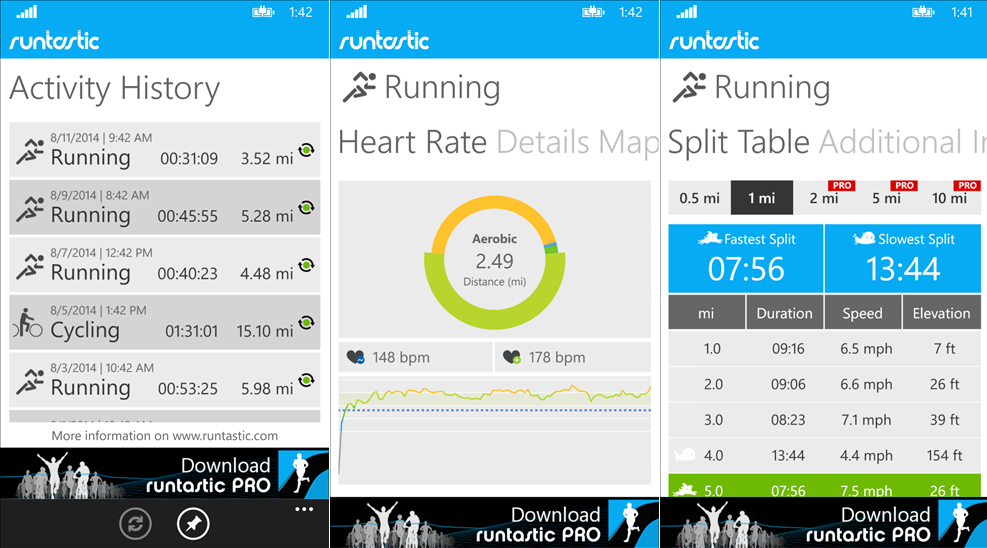 1:42
runtastic
Activity History
8/11/2014 | 9:42 AM
Running 00:31:09 3.52 mi
8/9/2014 | 8:42 AM
Running 00:45:55 5.28 mi
8/7/2014 | 12:42 PM
Running 00:40:23 4.48 mi
8/5/2014 | 1:42 PM
Cycling 01:31:01 15.10 mi
8/3/2014 | 10:42 AM
Running 00:53:25 5.98 mi
More information on www.runtastic.com
Download
runtastic PRO
1:42
runtastic
Running
Heart Rate Details Map
Aerobic
2.49
Distance (mi)
148 bpm 178 bpm
Download
runtastic PRO
1:41
runtastic
Running
Split Table Additional In
PRO PRO PRO
0.5 mi 1 mi 2 mi 5 mi 10 mi
Fastest Split Slowest Split
07:56 13:44
mi Duration Speed Elevation
1.0 09:16 6.5 mph 7 ft
2.0 09:06 6.6 mph 26 ft
3.0 08:23 7.1 mph 39 ft
4.0 13:44 4.4 mph 154 ft
5.0 07:56 7.5 mph 26 ft
Download
runtastic PRO